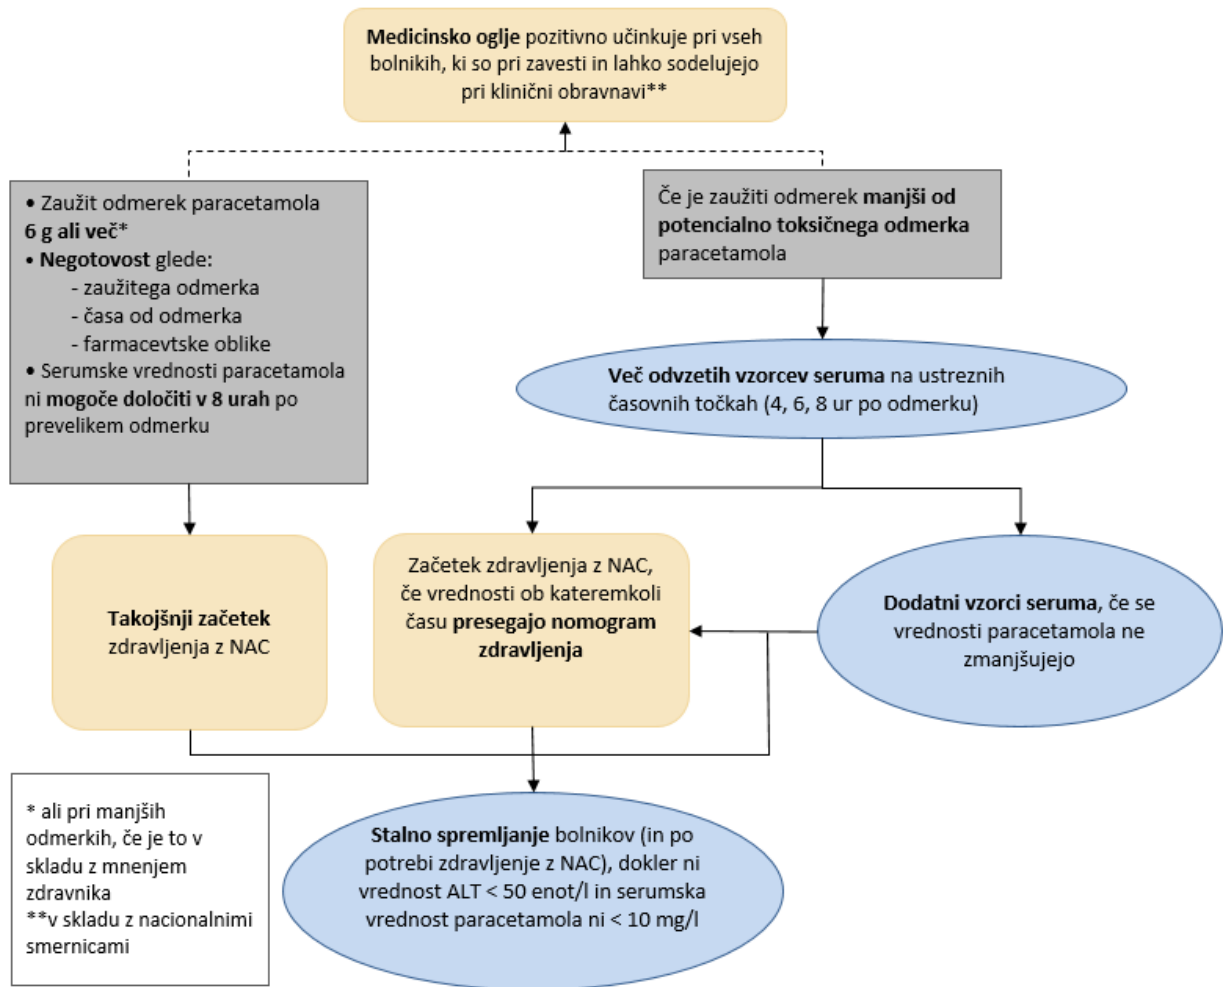 Medicinsko oglje pozitivno učinkuje pri vseh
bolnikih, ki so pri zavesti in lahko sodelujejo
pri klinični obravnavi**
• Zaužit odmerek paracetamola
6 g ali več*
• Negotovost glede:
- zaužitega odmerka
- časa od odmerka
- farmacevtske oblike
• Serumske vrednosti paracetamola
ni mogoče določiti v 8 urah po
prevelikem odmerku
Če je zaužiti odmerek manjši od
potencialno toksičnega odmerka
paracetamola
Več odvzetih vzorcev seruma na ustreznih
časovnih točkah (4, 6, 8 ur po odmerku)
Takojšnji začetek
zdravljenja z NAC
Začetek zdravljenja z NAC,
če vrednosti ob kateremkoli
času presegajo nomogram
zdravljenja
Dodatni vzorci seruma, če se
vrednosti paracetamola ne
zmanjšujejo
* ali pri manjših
odmerkih, če je to v
skladu z mnenjem
zdravnika
**v skladu z nacionalnimi
smernicami
Stalno spremljanje bolnikov (in po
potrebi zdravljenje z NAC), dokler ni
vrednost ALT < 50 enot/l in serumska
vrednost paracetamola ni < 10 mg/l